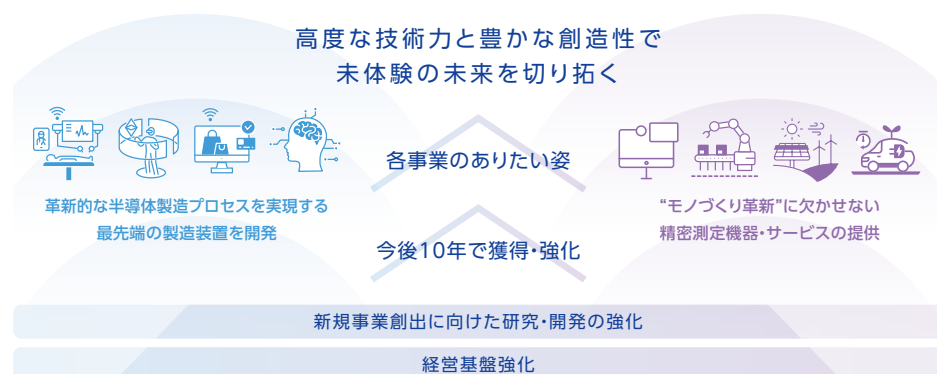 高度な技術力と豊かな創造性で
未体験の未来を切り拓く
各事業のありたい姿
革新的な半導体製造プロセスを実現する
最先端の製造装置を開発
“モノづくり革新”に欠かせない
精密測定機器・サービスの提供
今後10年で獲得・強化
新規事業創出に向けた研究・開発の強化
経営基盤強化